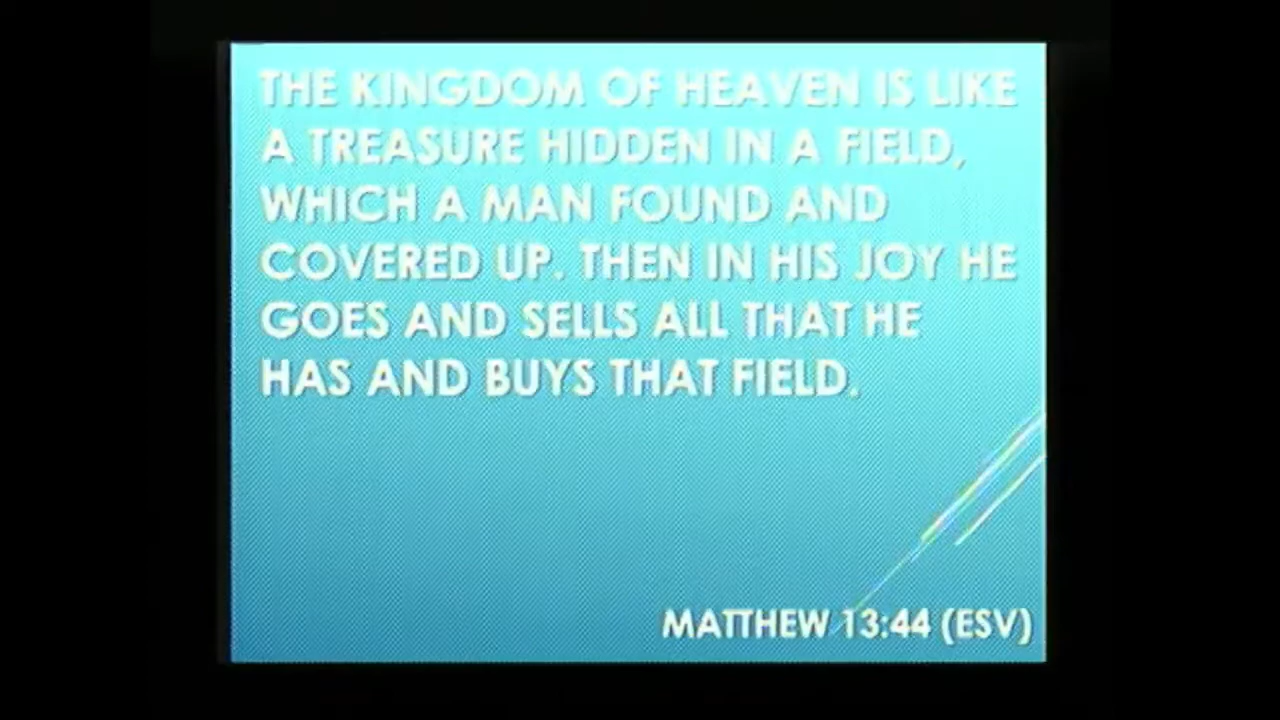 THE KINGDOM OF HEAVEN IS LIKE
A TREASURE HIDDEN IN A FIELD,
WHICH A MAN FOUND AND
COVERED UP. THEN IN HIS JOY HE
GOES AND SELLS ALL THAT HE
HAS AND BUYS THAT FIELD.
MATTHEW 13:44 (ESV)